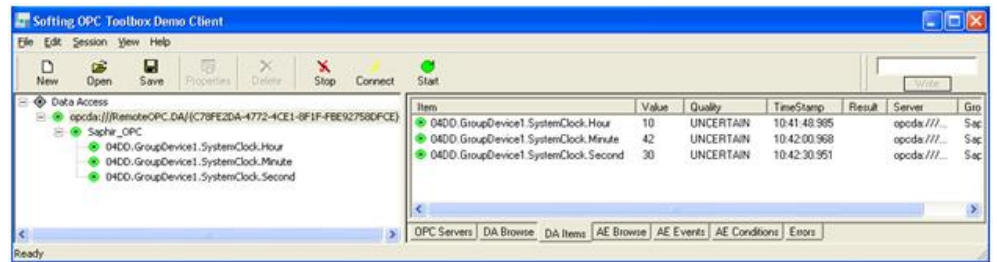 Softing OPC Toolbox Demo Client
File Edit Session View Help
New Open Save Properties Delete Stop Connect Start Write
Data Access
opcda:///RemoteOPC.DA/{C78FE2DA-4772-4CE1-8F1F-FBE92758DFCE}
Saphir_OPC
04DD.GroupDevice1.SystemClock.Hour
04DD.GroupDevice1.SystemClock.Minute
04DD.GroupDevice1.SystemClock.Second
Item Value Quality TimeStamp Result Server Gro
04DD.GroupDevice1.SystemClock.Hour 10 UNCERTAIN 10:41:48.985 opcda:///... Sap
04DD.GroupDevice1.SystemClock.Minute 42 UNCERTAIN 10:42:00.968 opcda:///... Sap
04DD.GroupDevice1.SystemClock.Second 30 UNCERTAIN 10:42:30.951 opcda:///... Sap
OPC Servers DA Browse DA Items AE Browse AE Events AE Conditions Errors
Ready